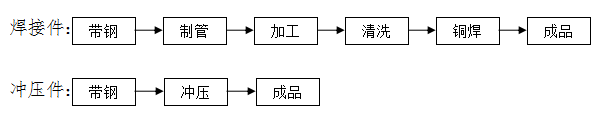 焊接件: 带钢 制管 加工 清洗 铜焊 成品
冲压件: 带钢 冲压 成品